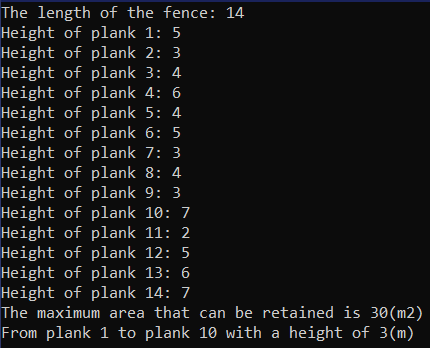 The length of the fence: 14
Height of plank 1: 5
Height of plank 2: 3
Height of plank 3: 4
Height of plank 4: 6
Height of plank 5: 4
Height of plank 6: 5
Height of plank 7: 3
Height of plank 8: 4
Height of plank 9: 3
Height of plank 10: 7
Height of plank 11: 2
Height of plank 12: 5
Height of plank 13: 6
Height of plank 14: 7
The maximum area that can be retained is 30(m2)
From plank 1 to plank 10 with a height of 3(m)